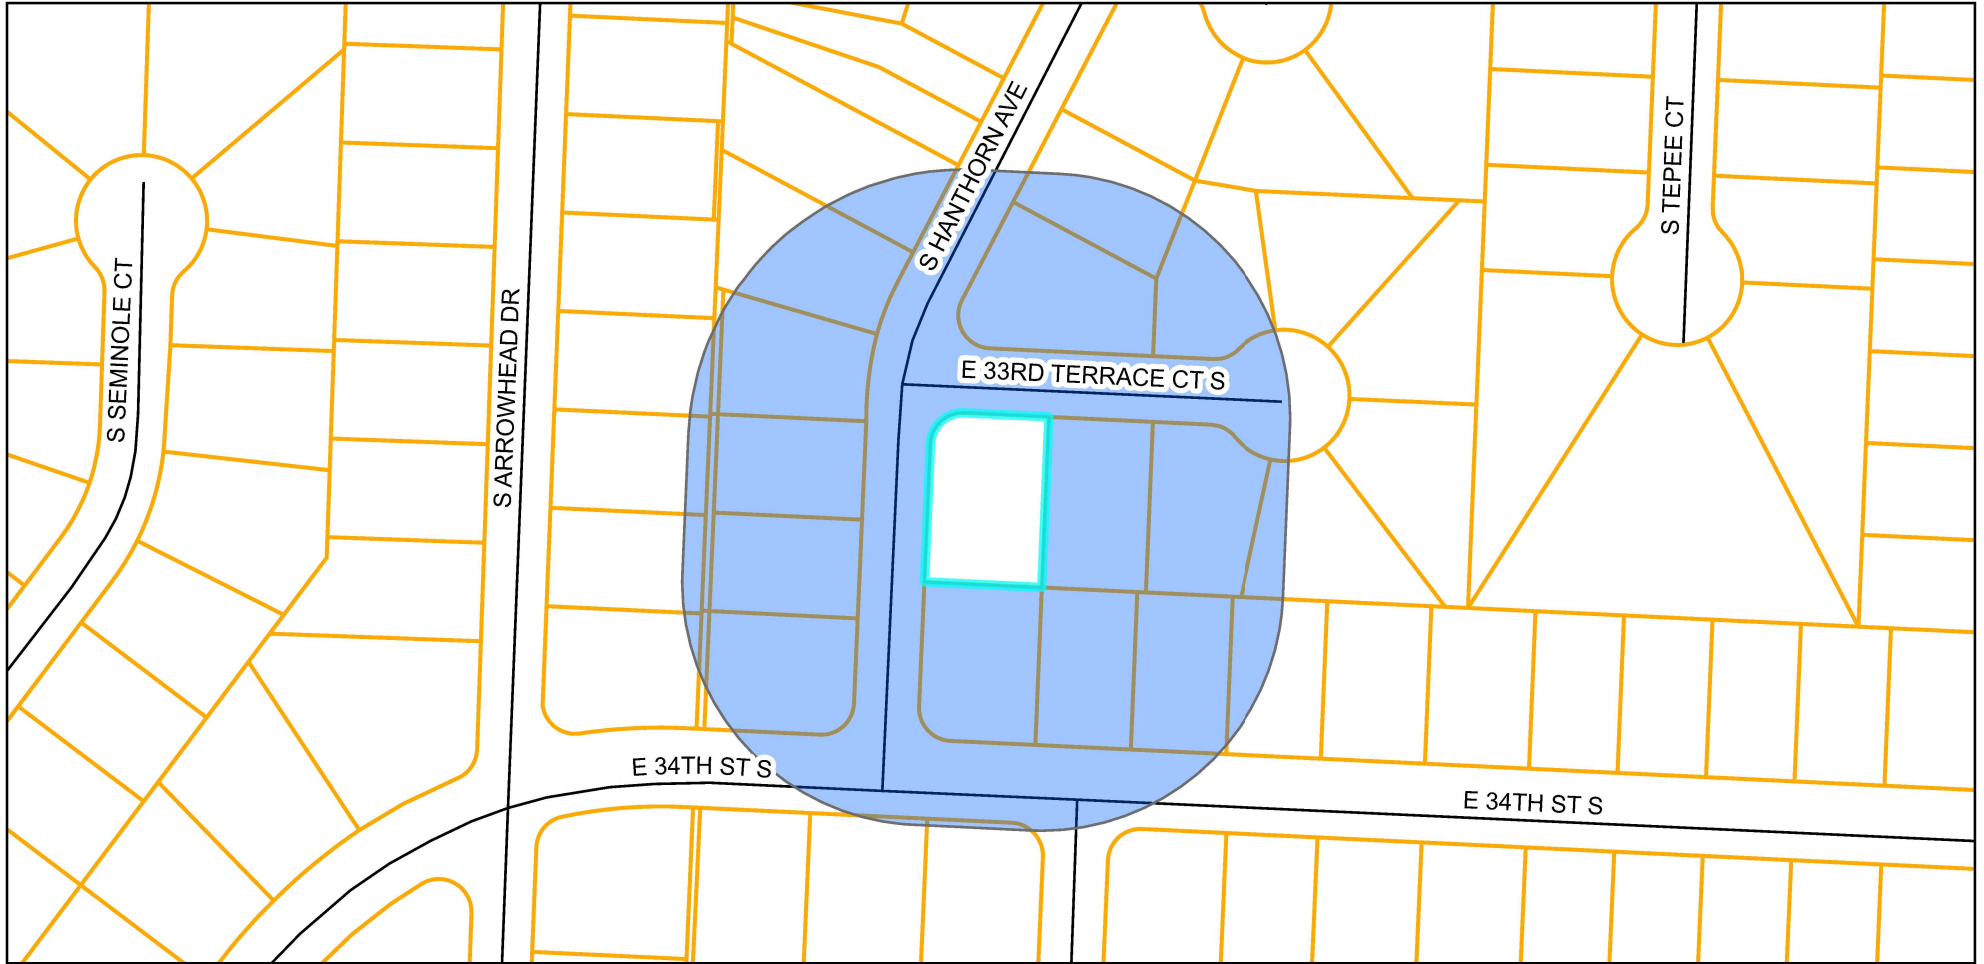 S HANTHORN AVE
S TEPEE CT
S SEMINOLE CT
S ARROWHEAD DR
E 33RD TERRACE CT S
E 34TH ST S
E 34TH ST S